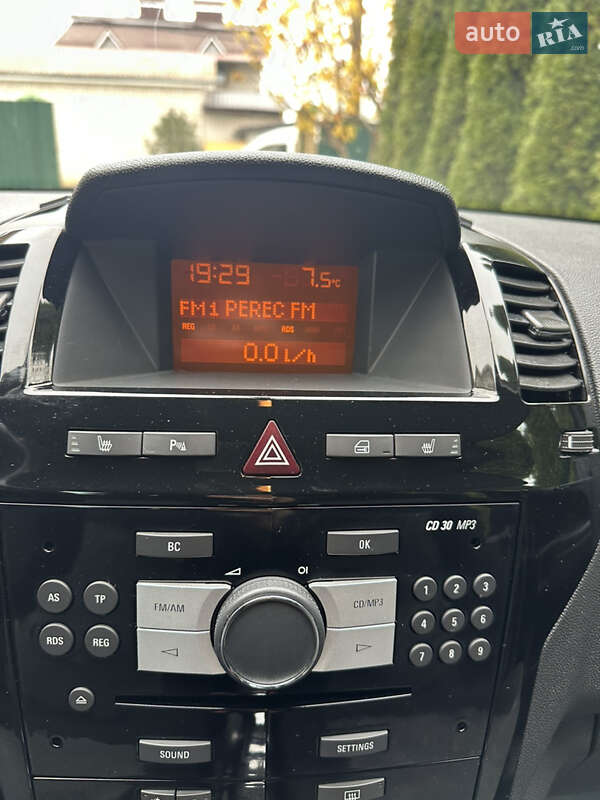 auto RIA
.com
19:29 7.5°C
FM1 PEREC FM
REG RDS
0.0 l/h
CD 30 MP3
BC OK
AS TP FM/AM CD/MP3 1 2 3
4 5 6
RDS REG 7 8 9
SOUND SETTINGS